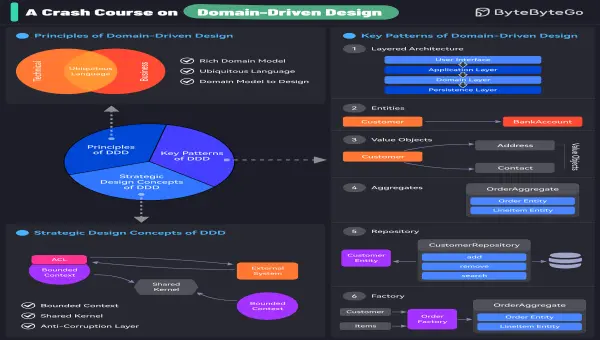 A Crash Course on Domain-Driven Design
ByteByteGo
Principles of Domain-Driven Design
Technical
Ubiquitous
Language
Business
Rich Domain Model
Ubiquitous Language
Domain Model to Design
Principles
of DDD
Key Patterns
of DDD
Strategic
Design Concepts
of DDD
Strategic Design Concepts of DDD
ACL
Bounded
Context
External
System
Shared
Kernel
Bounded
Context
Bounded Context
Shared Kernel
Anti-Corruption Layer
Key Patterns of Domain-Driven Design
1 Layered Architecture
User Interface
Application Layer
Domain Layer
Persistence Layer
2 Entities
Customer
BankAccount
3 Value Objects
Customer
Address
Contact
Value Objects
4 Aggregates
OrderAggregate
Order Entity
LineItem Entity
5 Repository
Customer
Entity
CustomerRepository
add
remove
search
6 Factory
Customer
Items
Order
Factory
OrderAggregate
Order Entity
LineItem Entity